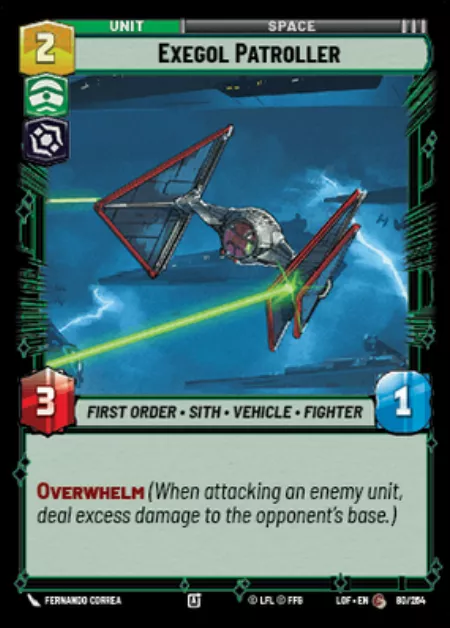 UNIT SPACE
2 EXEGOL PATROLLER
3 FIRST ORDER • SITH • VEHICLE • FIGHTER 1
OVERWHELM (When attacking an enemy unit,
deal excess damage to the opponent's base.)
FERNANDO CORREA A © LFL © FFG LOF • EN C 80/264